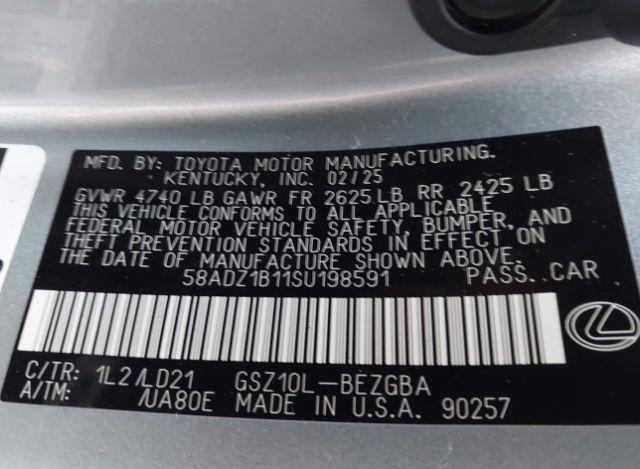 MFD. BY: TOYOTA MOTOR MANUFACTURING.
KENTUCKY, INC. 02/25
GVWR 4740 LB GAWR FR 2625 LB RR 2425 LB
THIS VEHICLE CONFORMS TO ALL APPLICABLE
FEDERAL MOTOR VEHICLE SAFETY, BUMPER, AND
THEFT PREVENTION STANDARDS IN EFFECT ON
THE DATE OF MANUFACTURE SHOWN ABOVE.
58ADZ1B11SU198591 PASS. CAR
C/TR: 1L2/LD21 GSZ10L-BEZGBA
A/TM: /UA80E MADE IN U.S.A. 90257